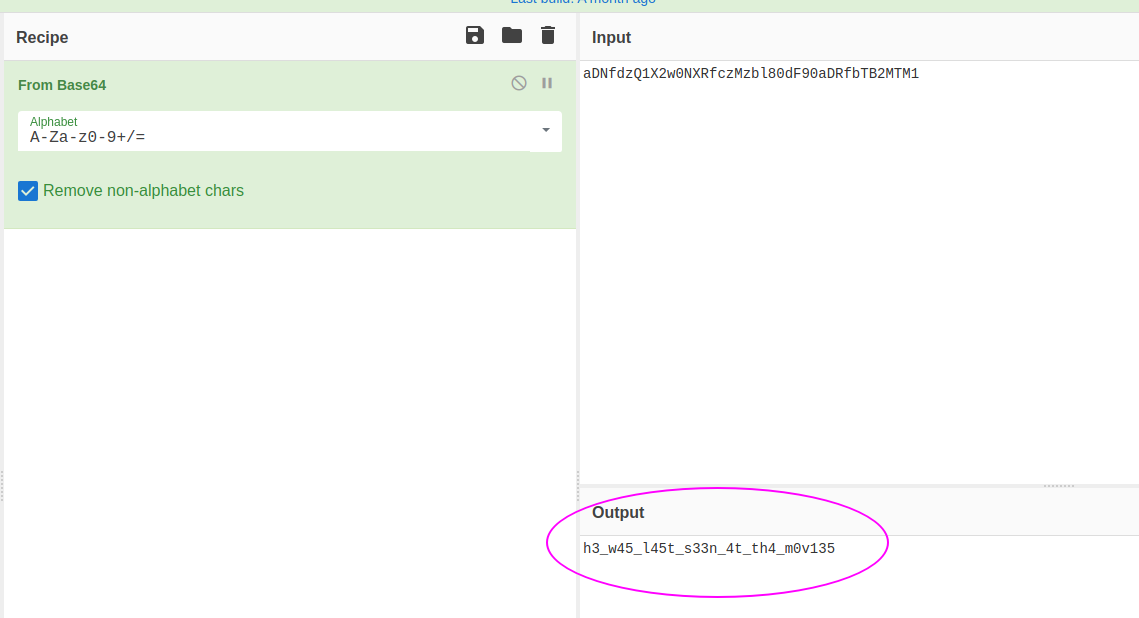 Last build: A month ago
Recipe
Input
From Base64
Alphabet
A-Za-z0-9+/=
Remove non-alphabet chars
aDNfdzQ1X2w0NXRfczMzbl80dF90aDRfbTB2MTM1
Output
h3_w45_l45t_s33n_4t_th4_m0v135